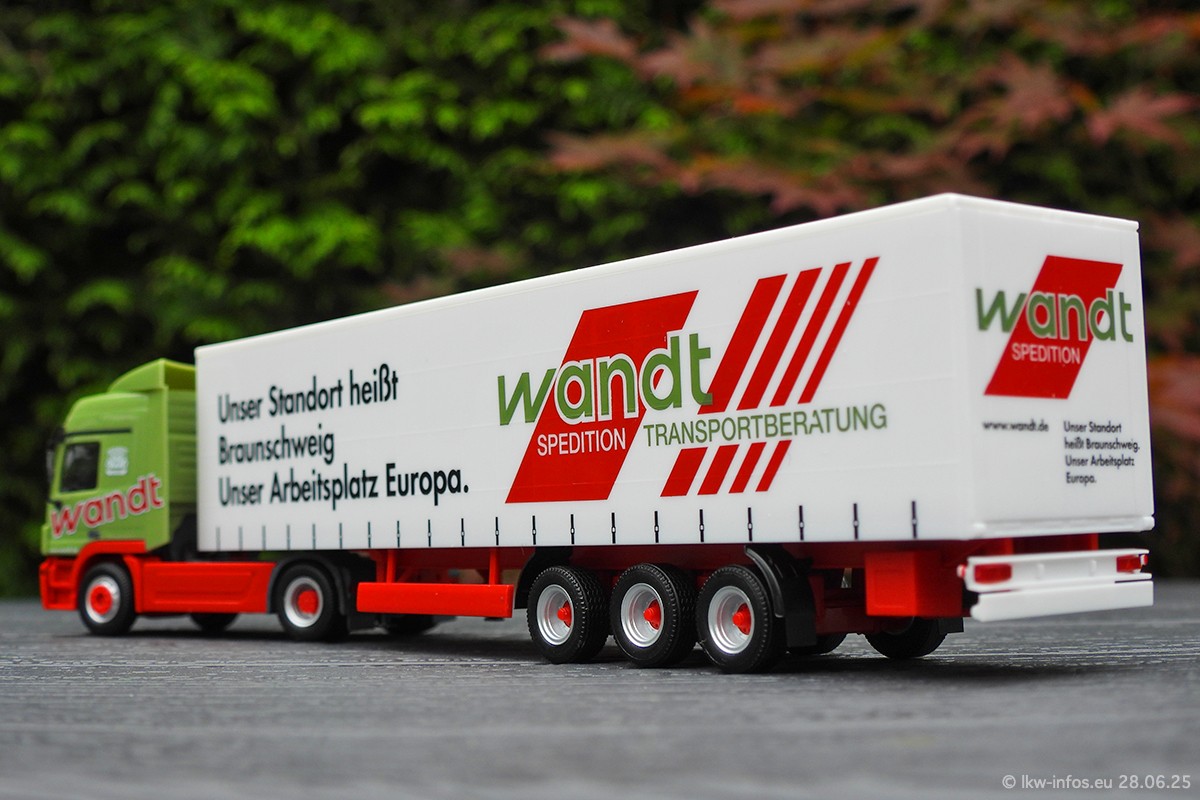 Unser Standort heißt
Braunschweig
Unser Arbeitsplatz Europa.
wandt
SPEDITION
TRANSPORTBERATUNG
wandt
SPEDITION
www.wandt.de
Unser Standort
heißt Braunschweig.
Unser Arbeitsplatz
Europa.
wandt
© lkw-infos.eu 28.06.25